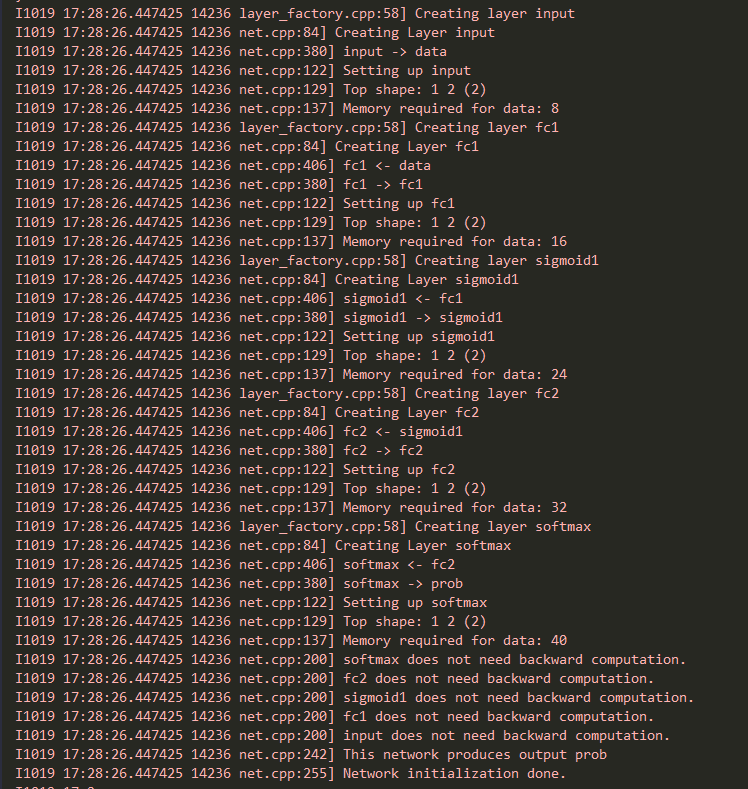 I1019 17:28:26.447425 14236 layer_factory.cpp:58] Creating layer input
I1019 17:28:26.447425 14236 net.cpp:84] Creating Layer input
I1019 17:28:26.447425 14236 net.cpp:380] input -> data
I1019 17:28:26.447425 14236 net.cpp:122] Setting up input
I1019 17:28:26.447425 14236 net.cpp:129] Top shape: 1 2 (2)
I1019 17:28:26.447425 14236 net.cpp:137] Memory required for data: 8
I1019 17:28:26.447425 14236 layer_factory.cpp:58] Creating layer fc1
I1019 17:28:26.447425 14236 net.cpp:84] Creating Layer fc1
I1019 17:28:26.447425 14236 net.cpp:406] fc1 <- data
I1019 17:28:26.447425 14236 net.cpp:380] fc1 -> fc1
I1019 17:28:26.447425 14236 net.cpp:122] Setting up fc1
I1019 17:28:26.447425 14236 net.cpp:129] Top shape: 1 2 (2)
I1019 17:28:26.447425 14236 net.cpp:137] Memory required for data: 16
I1019 17:28:26.447425 14236 layer_factory.cpp:58] Creating layer sigmoid1
I1019 17:28:26.447425 14236 net.cpp:84] Creating Layer sigmoid1
I1019 17:28:26.447425 14236 net.cpp:406] sigmoid1 <- fc1
I1019 17:28:26.447425 14236 net.cpp:380] sigmoid1 -> sigmoid1
I1019 17:28:26.447425 14236 net.cpp:122] Setting up sigmoid1
I1019 17:28:26.447425 14236 net.cpp:129] Top shape: 1 2 (2)
I1019 17:28:26.447425 14236 net.cpp:137] Memory required for data: 24
I1019 17:28:26.447425 14236 layer_factory.cpp:58] Creating layer fc2
I1019 17:28:26.447425 14236 net.cpp:84] Creating Layer fc2
I1019 17:28:26.447425 14236 net.cpp:406] fc2 <- sigmoid1
I1019 17:28:26.447425 14236 net.cpp:380] fc2 -> fc2
I1019 17:28:26.447425 14236 net.cpp:122] Setting up fc2
I1019 17:28:26.447425 14236 net.cpp:129] Top shape: 1 2 (2)
I1019 17:28:26.447425 14236 net.cpp:137] Memory required for data: 32
I1019 17:28:26.447425 14236 layer_factory.cpp:58] Creating layer softmax
I1019 17:28:26.447425 14236 net.cpp:84] Creating Layer softmax
I1019 17:28:26.447425 14236 net.cpp:406] softmax <- fc2
I1019 17:28:26.447425 14236 net.cpp:380] softmax -> prob
I1019 17:28:26.447425 14236 net.cpp:122] Setting up softmax
I1019 17:28:26.447425 14236 net.cpp:129] Top shape: 1 2 (2)
I1019 17:28:26.447425 14236 net.cpp:137] Memory required for data: 40
I1019 17:28:26.447425 14236 net.cpp:200] softmax does not need backward computation.
I1019 17:28:26.447425 14236 net.cpp:200] fc2 does not need backward computation.
I1019 17:28:26.447425 14236 net.cpp:200] sigmoid1 does not need backward computation.
I1019 17:28:26.447425 14236 net.cpp:200] fc1 does not need backward computation.
I1019 17:28:26.447425 14236 net.cpp:200] input does not need backward computation.
I1019 17:28:26.447425 14236 net.cpp:242] This network produces output prob
I1019 17:28:26.447425 14236 net.cpp:255] Network initialization done.